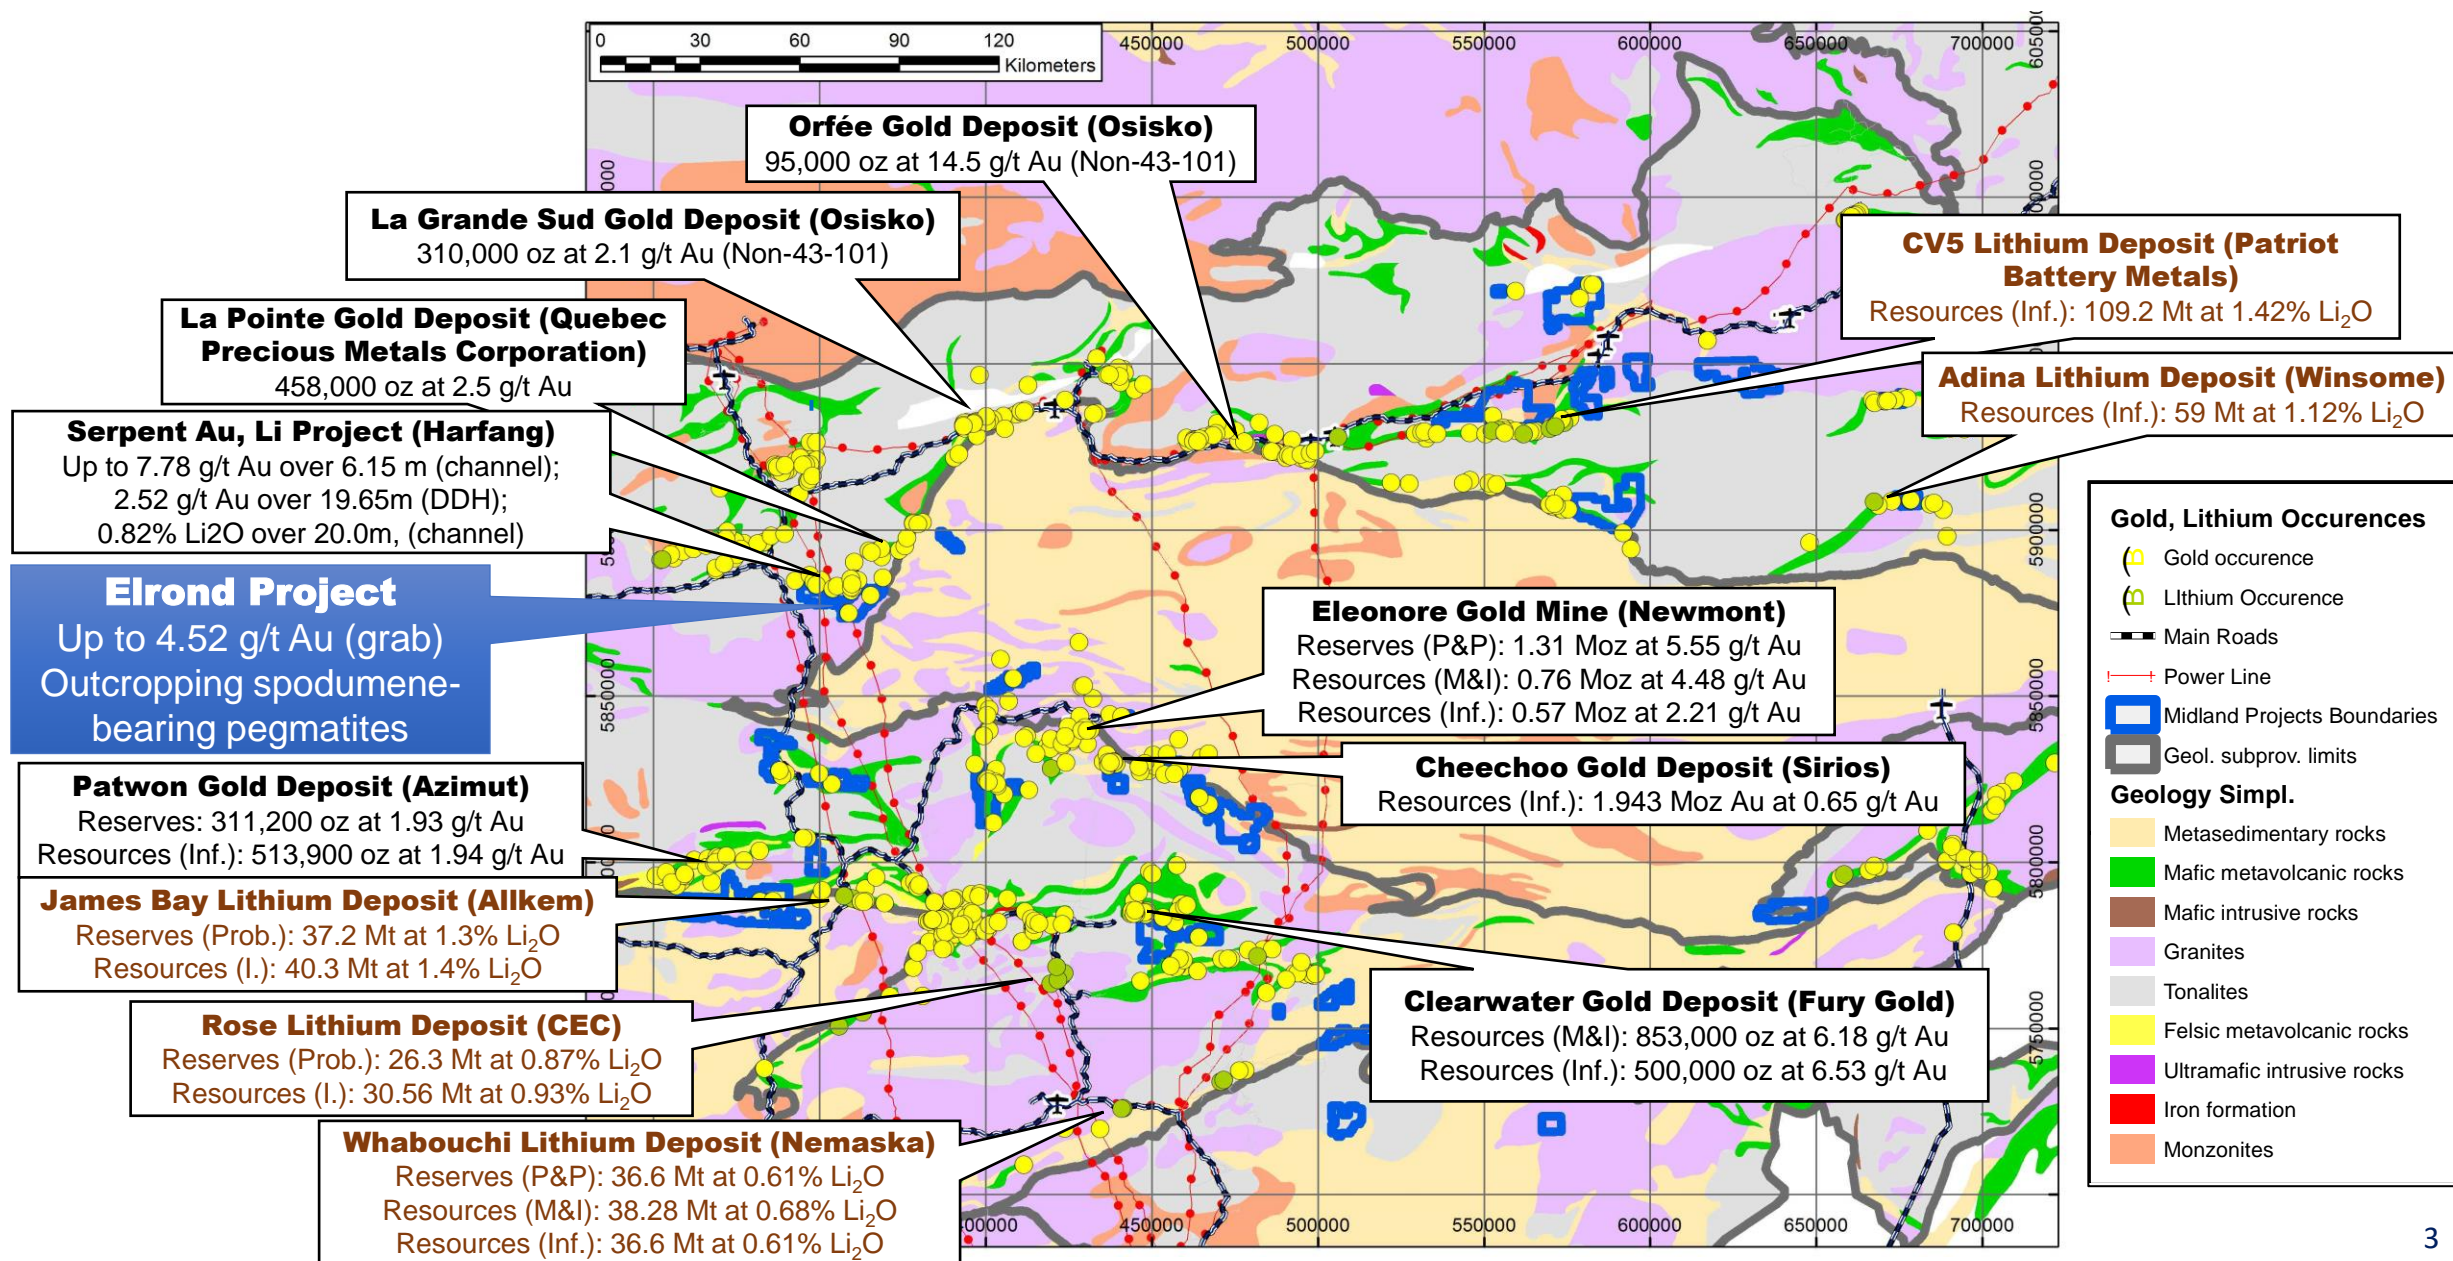 0 30 60 90 120
Kilometers
450000 500000 550000 600000 650000 700000
Orfée Gold Deposit (Osisko)
95,000 oz at 14.5 g/t Au (Non-43-101)
La Grande Sud Gold Deposit (Osisko)
310,000 oz at 2.1 g/t Au (Non-43-101)
La Pointe Gold Deposit (Quebec
Precious Metals Corporation)
458,000 oz at 2.5 g/t Au
Serpent Au, Li Project (Harfang)
Up to 7.78 g/t Au over 6.15 m (channel);
2.52 g/t Au over 19.65m (DDH);
0.82% Li2O over 20.0m, (channel)
Elrond Project
Up to 4.52 g/t Au (grab)
Outcropping spodumene-
bearing pegmatites
Patwon Gold Deposit (Azimut)
Reserves: 311,200 oz at 1.93 g/t Au
Resources (Inf.): 513,900 oz at 1.94 g/t Au
James Bay Lithium Deposit (Allkem)
Reserves (Prob.): 37.2 Mt at 1.3% Li2O
Resources (I.): 40.3 Mt at 1.4% Li2O
Rose Lithium Deposit (CEC)
Reserves (Prob.): 26.3 Mt at 0.87% Li2O
Resources (I.): 30.56 Mt at 0.93% Li2O
Whabouchi Lithium Deposit (Nemaska)
Reserves (P&P): 36.6 Mt at 0.61% Li2O
Resources (M&I): 38.28 Mt at 0.68% Li2O
Resources (Inf.): 36.6 Mt at 0.61% Li2O
CV5 Lithium Deposit (Patriot
Battery Metals)
Resources (Inf.): 109.2 Mt at 1.42% Li2O
Adina Lithium Deposit (Winsome)
Resources (Inf.): 59 Mt at 1.12% Li2O
Eleonore Gold Mine (Newmont)
Reserves (P&P): 1.31 Moz at 5.55 g/t Au
Resources (M&I): 0.76 Moz at 4.48 g/t Au
Resources (Inf.): 0.57 Moz at 2.21 g/t Au
Cheechoo Gold Deposit (Sirios)
Resources (Inf.): 1.943 Moz Au at 0.65 g/t Au
Clearwater Gold Deposit (Fury Gold)
Resources (M&I): 853,000 oz at 6.18 g/t Au
Resources (Inf.): 500,000 oz at 6.53 g/t Au
5850000
5900000
5850000
5800000
5750000
450000 500000 550000 600000 650000 700000
Gold, Lithium Occurences
Gold occurence
LIthium Occurence
Main Roads
Power Line
Midland Projects Boundaries
Geol. subprov. limits
Geology Simpl.
Metasedimentary rocks
Mafic metavolcanic rocks
Mafic intrusive rocks
Granites
Tonalites
Felsic metavolcanic rocks
Ultramafic intrusive rocks
Iron formation
Monzonites
3